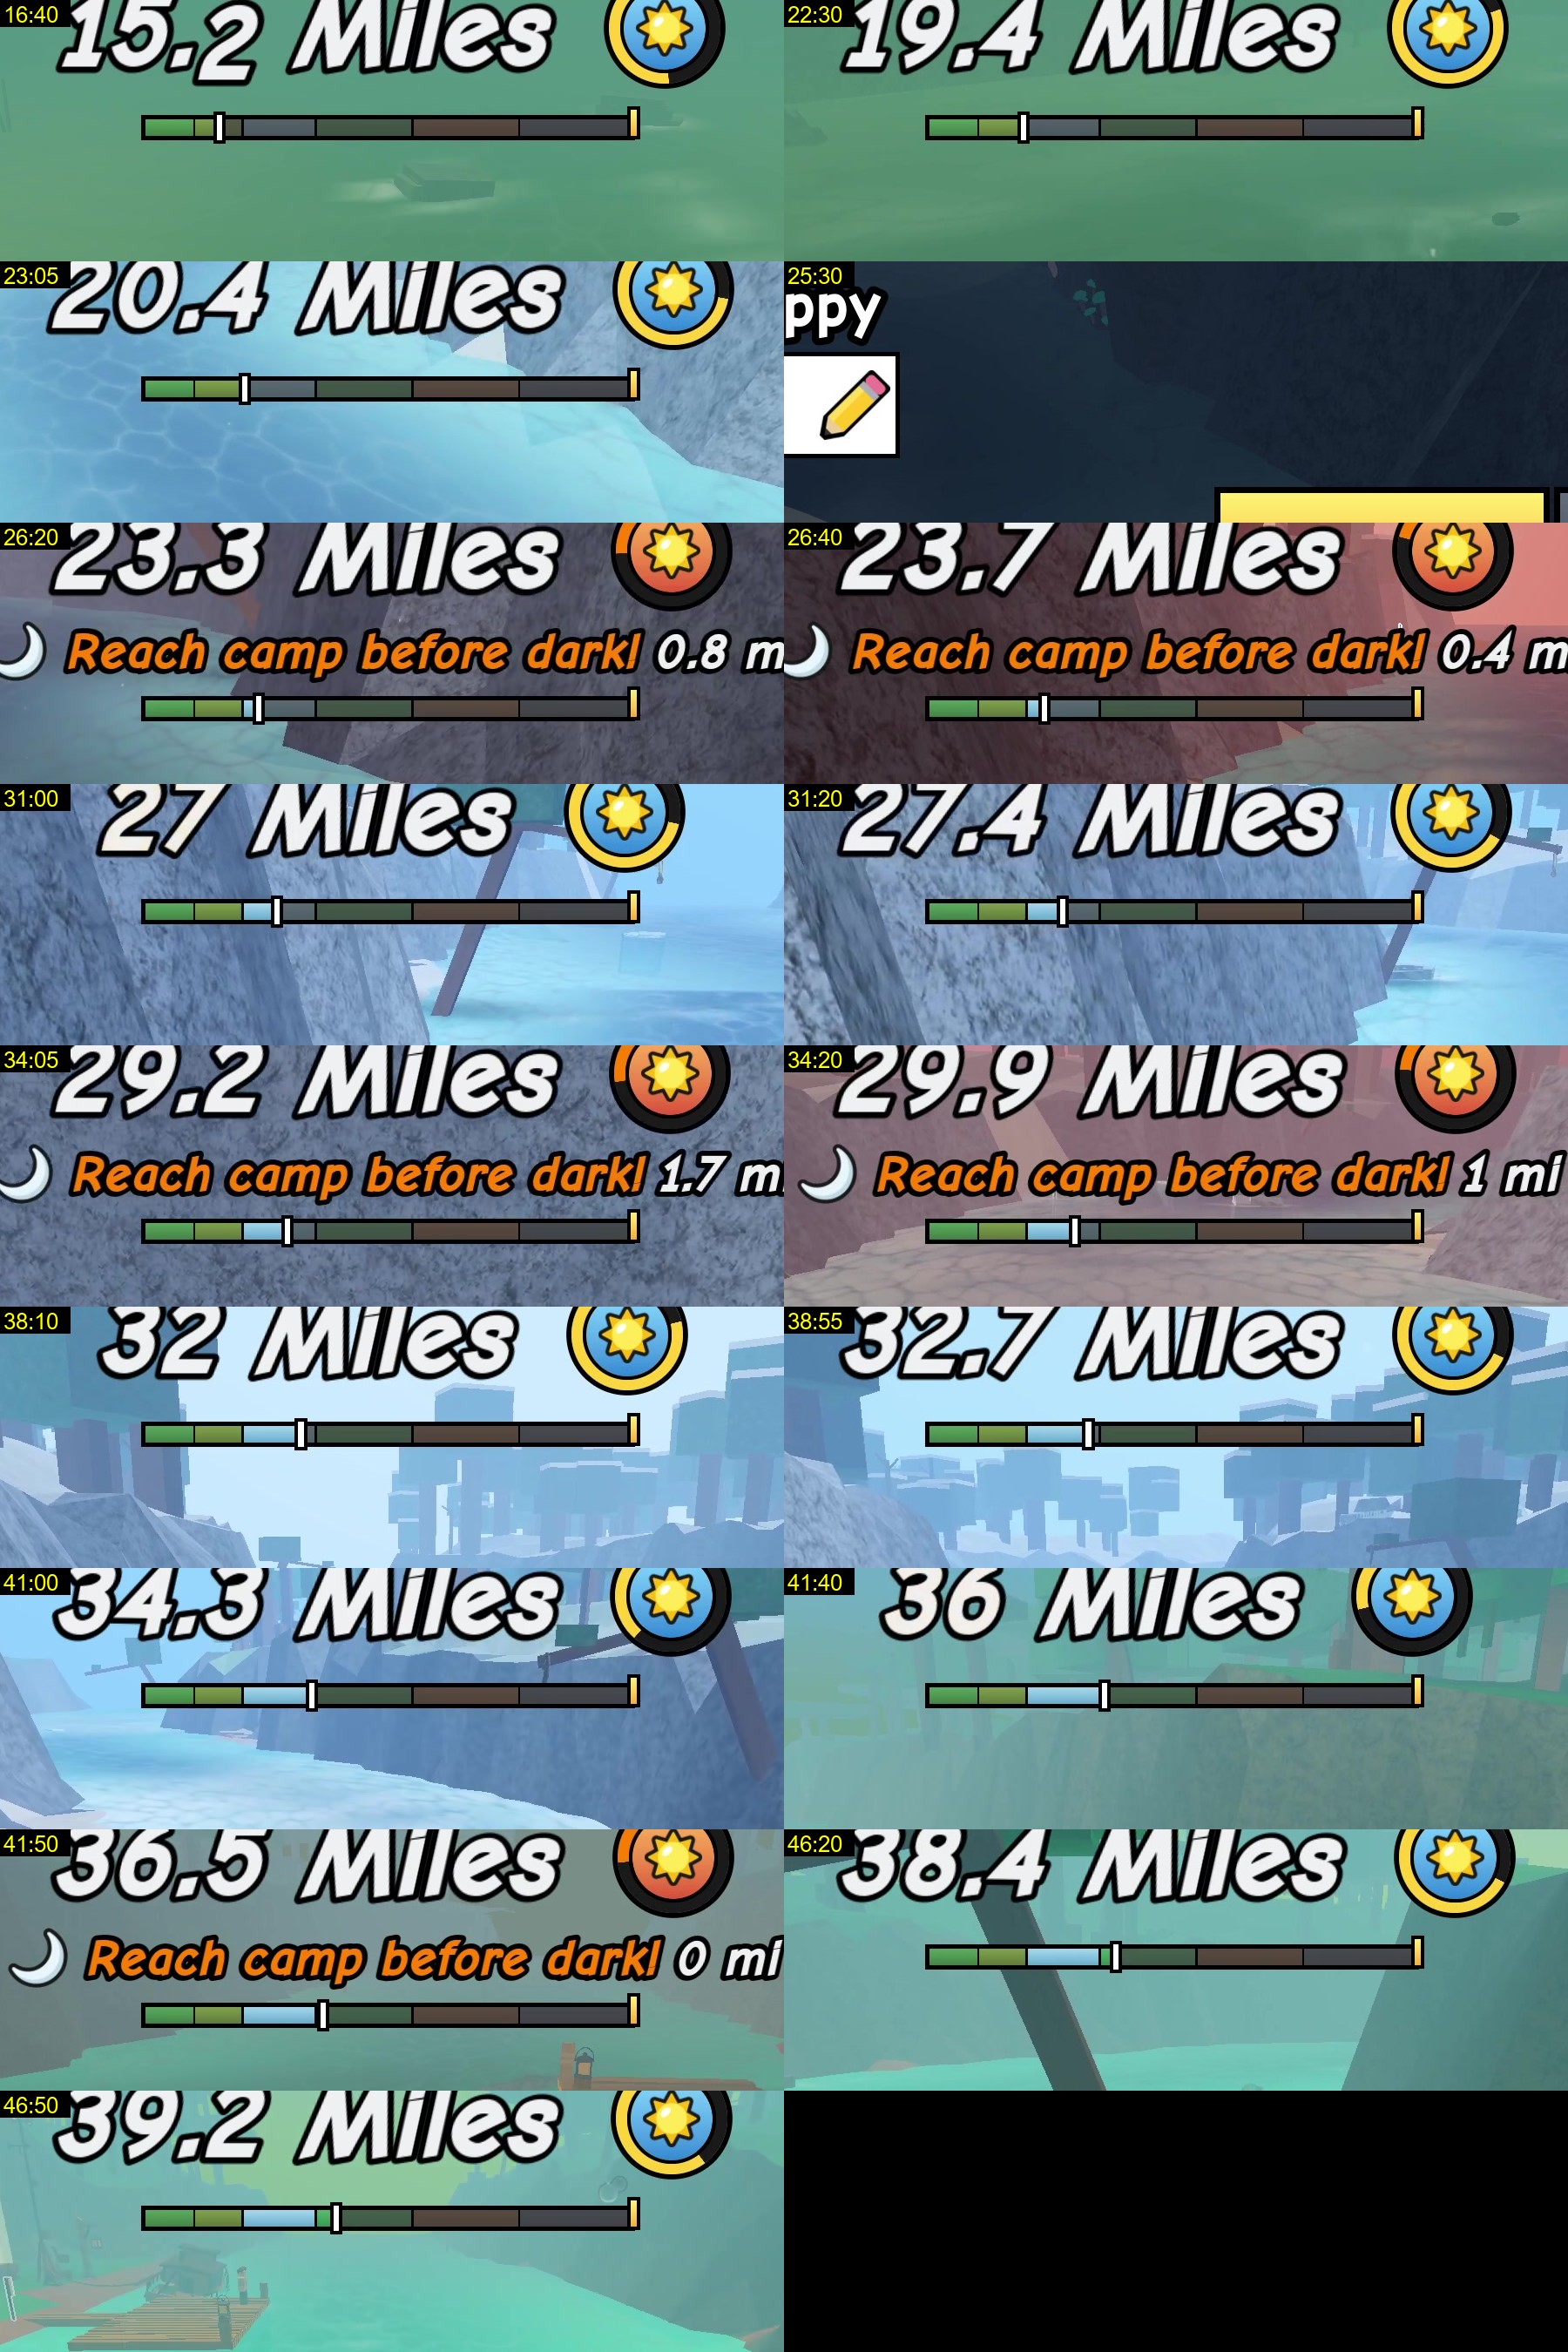 16:40
15.2 Miles
22:30
19.4 Miles
23:05
20.4 Miles
25:30
ppy
26:20
23.3 Miles
Reach camp before dark! 0.8 m
26:40
23.7 Miles
Reach camp before dark! 0.4 m
31:00
27 Miles
31:20
27.4 Miles
34:05
29.2 Miles
Reach camp before dark! 1.7 mi
34:20
29.9 Miles
Reach camp before dark! 1 mi
38:10
32 Miles
38:55
32.7 Miles
41:00
34.3 Miles
41:40
36 Miles
41:50
36.5 Miles
Reach camp before dark! 0 mi
46:20
38.4 Miles
46:50
39.2 Miles